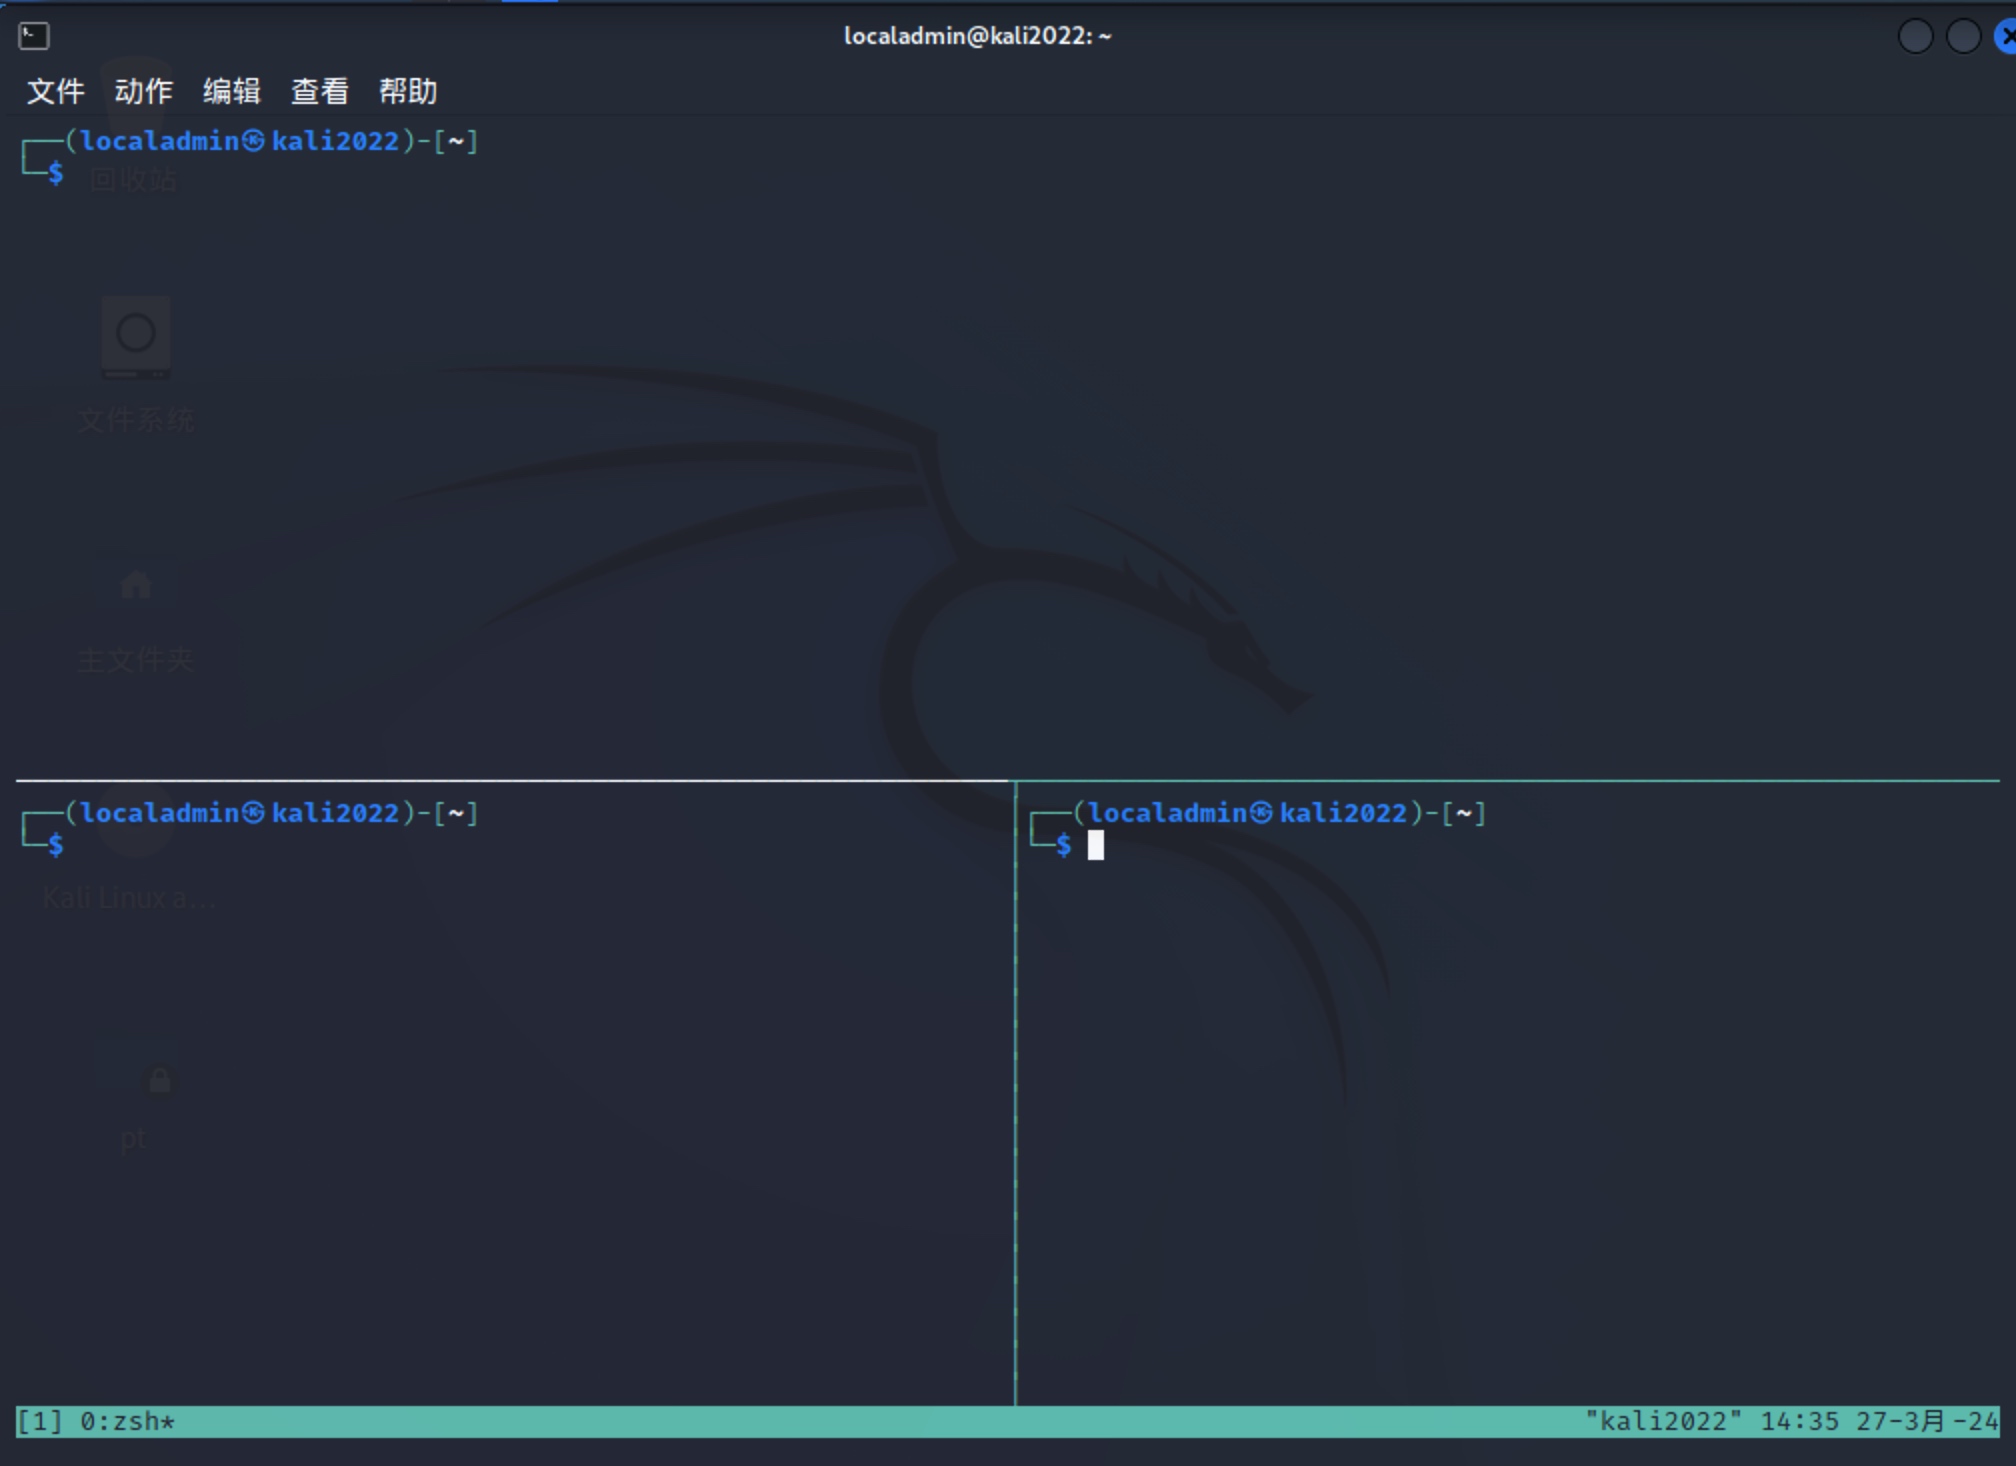 localadmin@kali2022: ~
文件 动作 编辑 查看 帮助
┌──(localadmin㉿kali2022)-[~]
└─$
回收站
文件系统
主文件夹
┌──(localadmin㉿kali2022)-[~]
└─$
Kali Linux a…
pt
┌──(localadmin㉿kali2022)-[~]
└─$
[1] 0:zsh* "kali2022" 14:35 27-3月-24